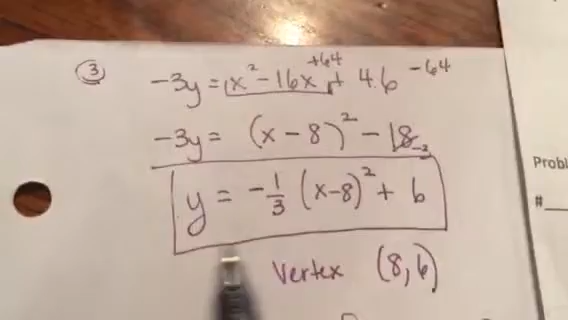 ③ -3y = x² - 16x +64 + 46 -64
-3y = (x - 8)² - 18
-3
y = -1/3 (x-8)² + 6
Vertex (8, 6)
Probl
#